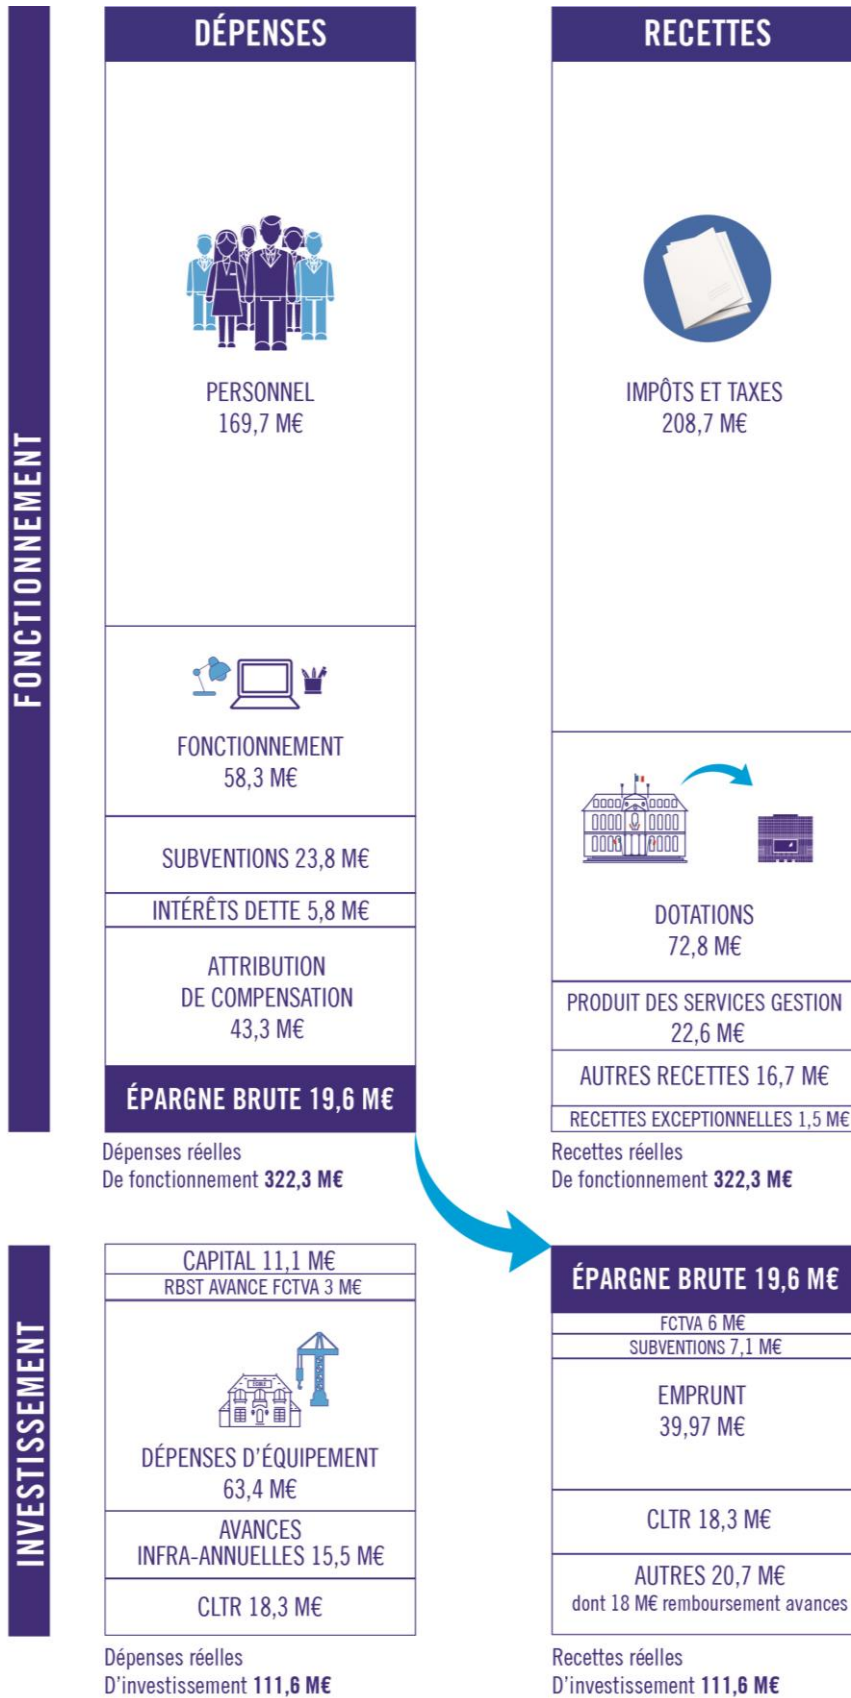 FONCTIONNEMENT
DÉPENSES
PERSONNEL
169,7 M€
FONCTIONNEMENT
58,3 M€
SUBVENTIONS 23,8 M€
INTÉRÊTS DETTE 5,8 M€
ATTRIBUTION
DE COMPENSATION
43,3 M€
ÉPARGNE BRUTE 19,6 M€
Dépenses réelles
De fonctionnement 322,3 M€
RECETTES
IMPÔTS ET TAXES
208,7 M€
DOTATIONS
72,8 M€
PRODUIT DES SERVICES GESTION
22,6 M€
AUTRES RECETTES 16,7 M€
RECETTES EXCEPTIONNELLES 1,5 M€
Recettes réelles
De fonctionnement 322,3 M€
INVESTISSEMENT
CAPITAL 11,1 M€
RBST AVANCE FCTVA 3 M€
DÉPENSES D'ÉQUIPEMENT
63,4 M€
AVANCES
INFRA-ANNUELLES 15,5 M€
CLTR 18,3 M€
Dépenses réelles
D'investissement 111,6 M€
ÉPARGNE BRUTE 19,6 M€
FCTVA 6 M€
SUBVENTIONS 7,1 M€
EMPRUNT
39,97 M€
CLTR 18,3 M€
AUTRES 20,7 M€
dont 18 M€ remboursement avances
Recettes réelles
D'investissement 111,6 M€